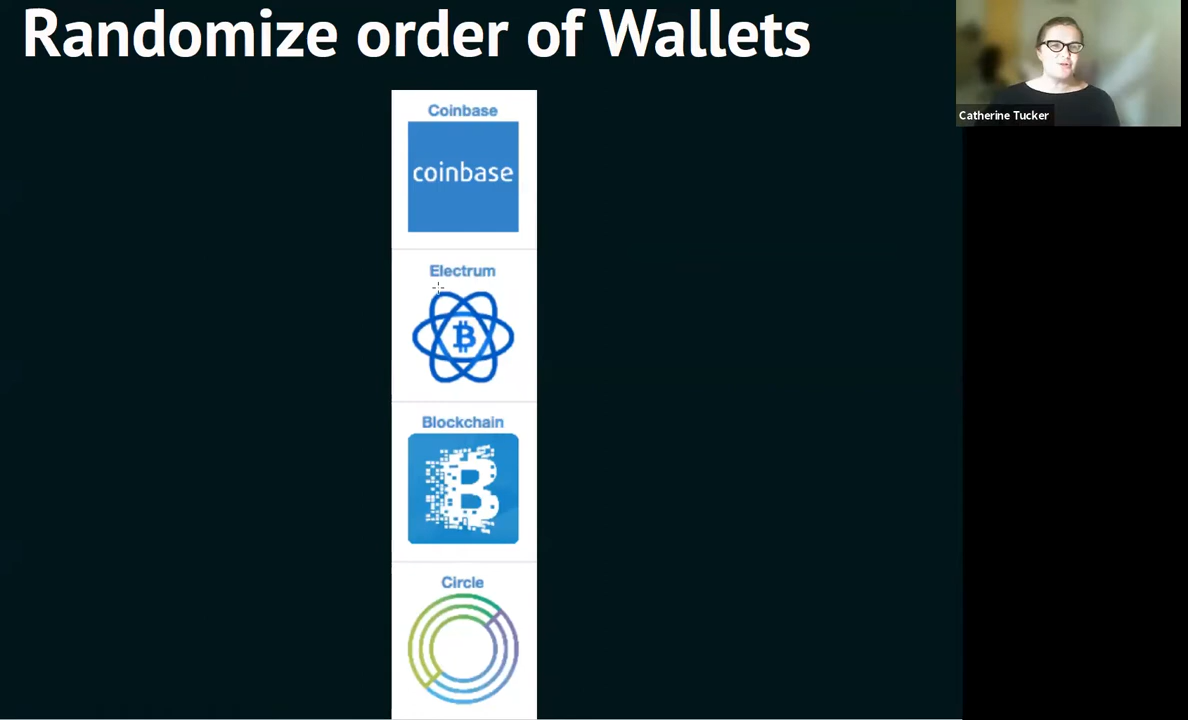 Randomize order of Wallets
Catherine Tucker
Coinbase
coinbase
Electrum
B
Blockchain
B
Circle